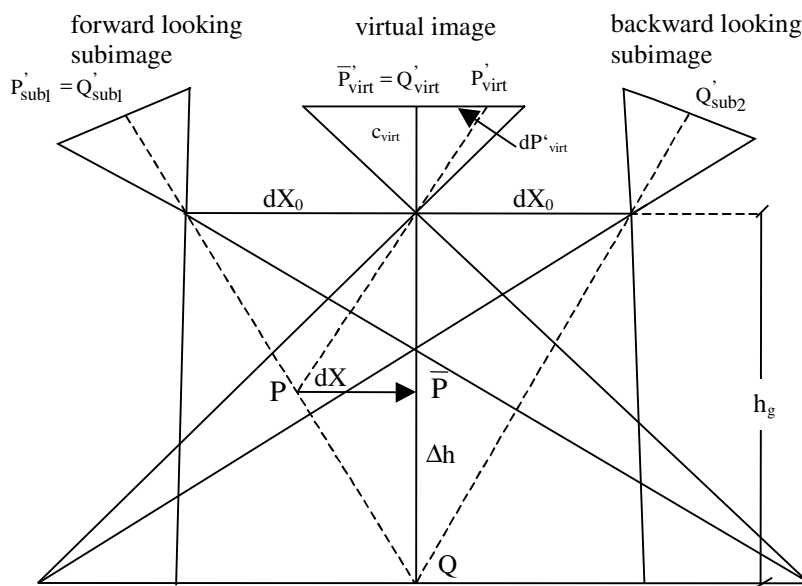 forward looking
subimage
virtual image
backward looking
subimage
P'sub1 = Q'sub1
P̅'virt = Q'virt
P'virt
Q'sub2
cvirt
dP'virt
dX₀
dX₀
P
dX
P̅
hg
Δh
Q